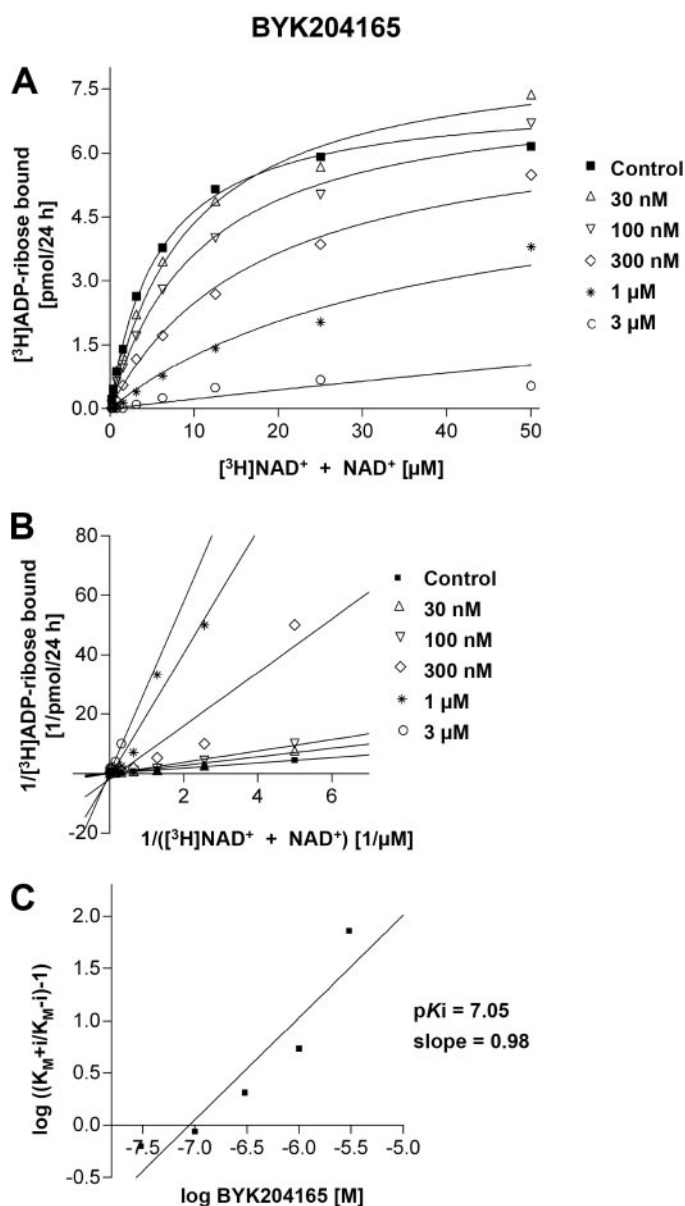 BYK204165
A
[³H]ADP-ribose bound
[pmol/24 h]
7.5
6.0
4.5
3.0
1.5
0.0
0 10 20 30 40 50
[³H]NAD⁺ + NAD⁺ [µM]
Control
30 nM
100 nM
300 nM
1 µM
3 µM
B
1/[³H]ADP-ribose bound
[1/pmol/24 h]
80
60
40
20
-20
2 4 6
1/([³H]NAD⁺ + NAD⁺) [1/µM]
Control
30 nM
100 nM
300 nM
1 µM
3 µM
C
log ((K_M+i/K_M-i)-1)
2.0
1.5
1.0
0.5
0.0
-0.5
-7.5 -7.0 -6.5 -6.0 -5.5 -5.0
log BYK204165 [M]
pKi = 7.05
slope = 0.98